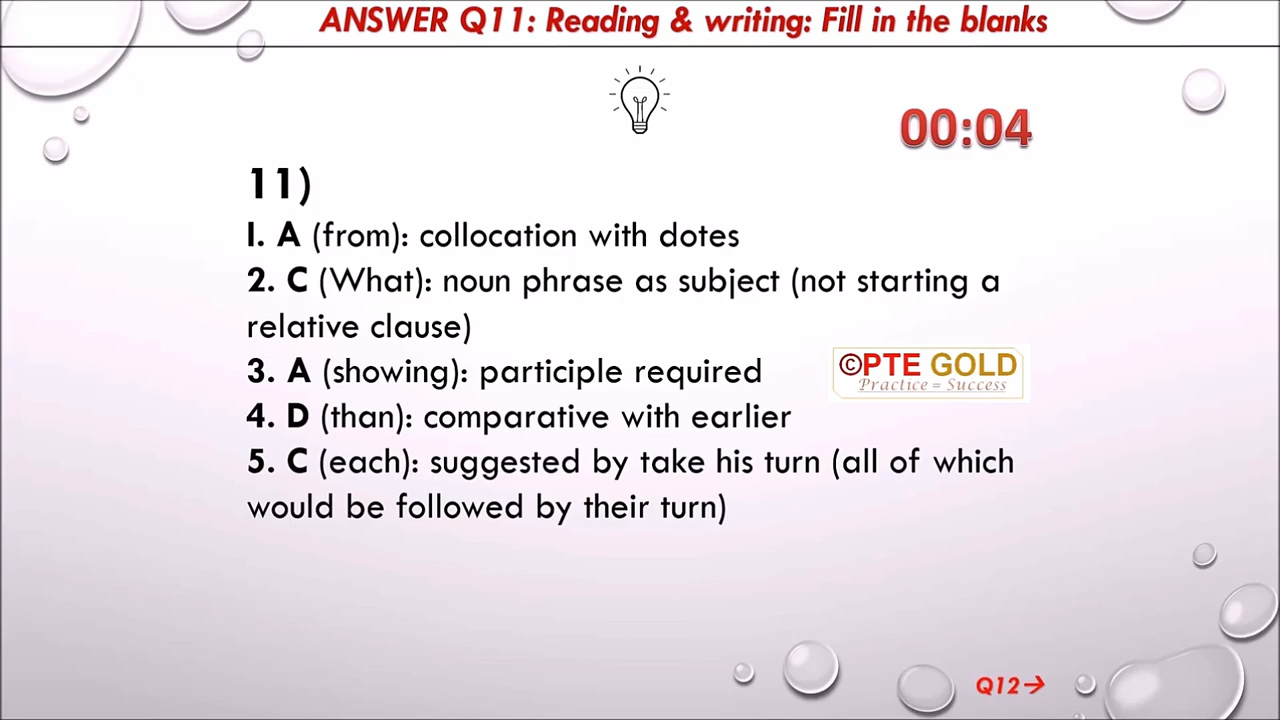 ANSWER Q11: Reading & writing: Fill in the blanks
00:04
11)
1. A (from): collocation with dotes
2. C (What): noun phrase as subject (not starting a
relative clause)
3. A (showing): participle required
©PTE GOLD
Practice = Success
4. D (than): comparative with earlier
5. C (each): suggested by take his turn (all of which
would be followed by their turn)
Q12→